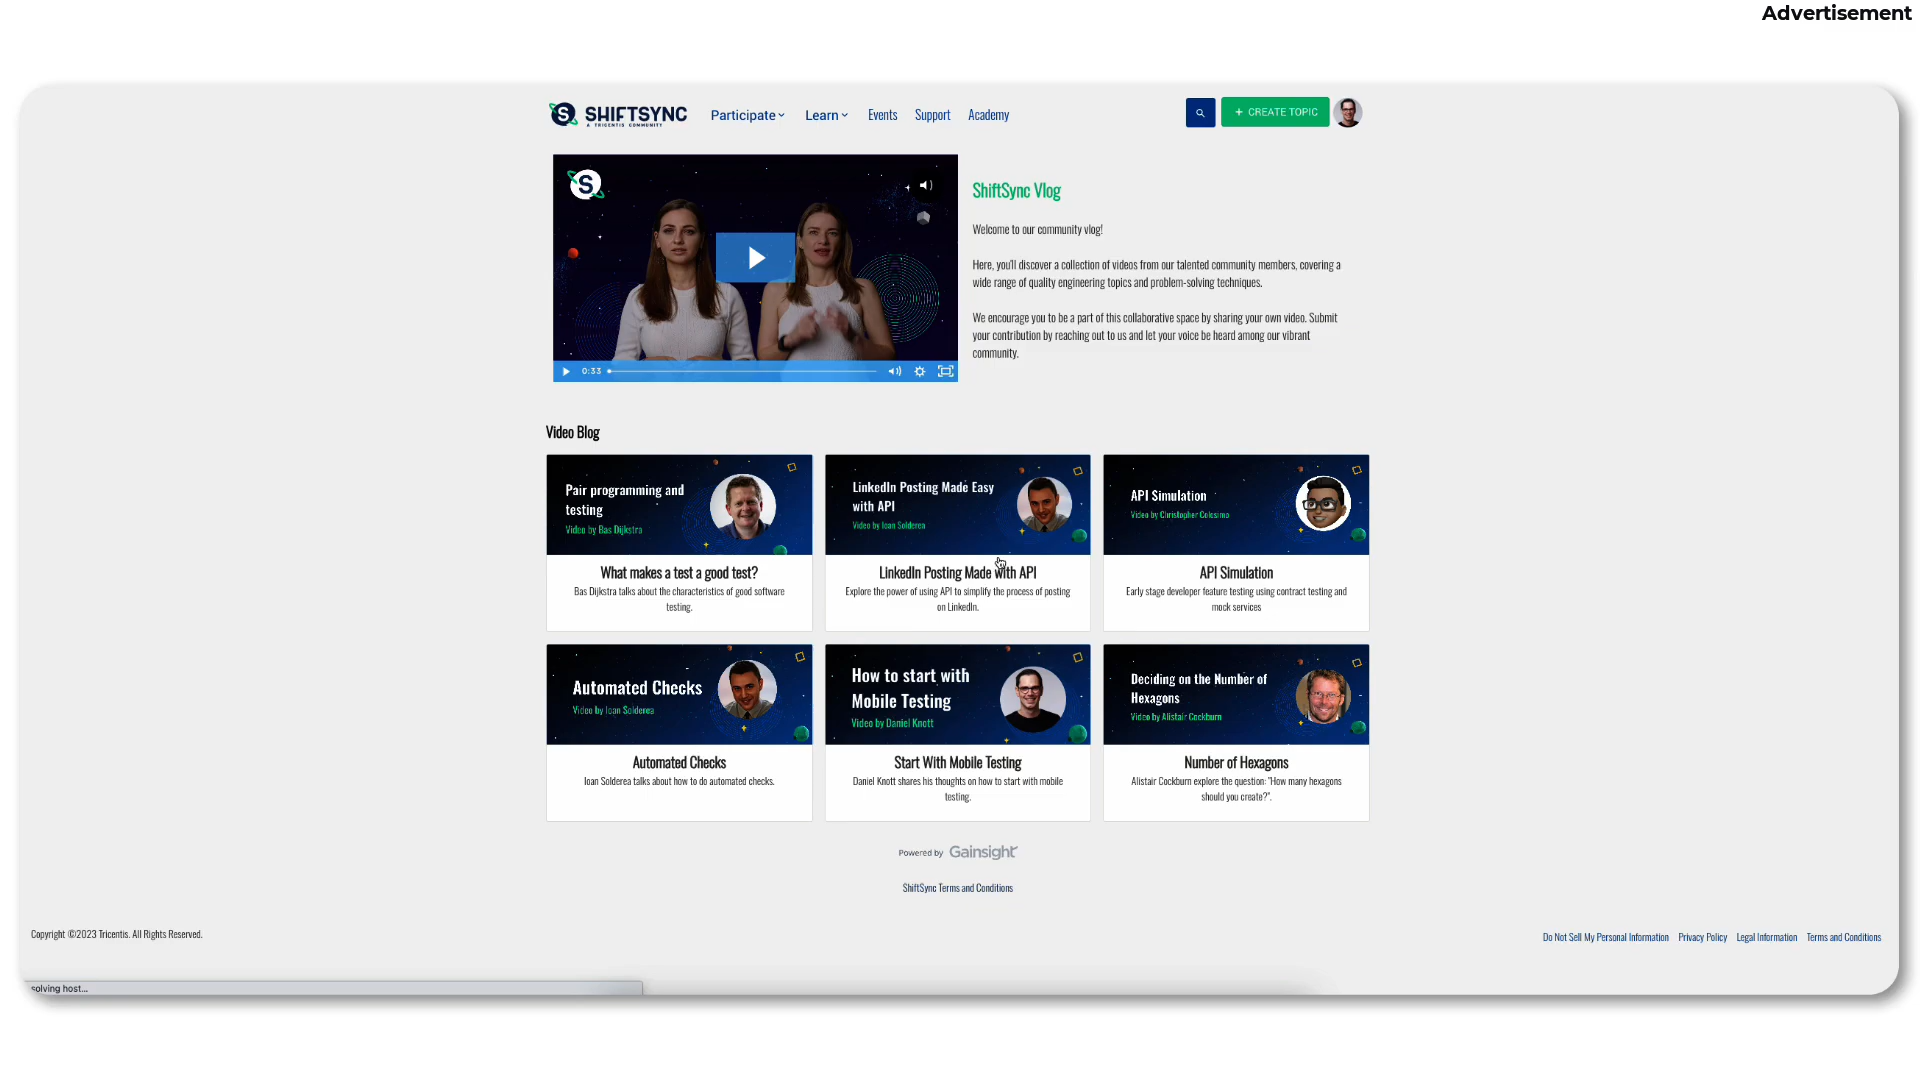 Advertisement
SHIFTSYNC
A TRICENTIS COMMUNITY
Participate
Learn
Events
Support
Academy
+ CREATE TOPIC
S
0:33
ShiftSync Vlog
Welcome to our community vlog!
Here, you'll discover a collection of videos from our talented community members, covering a
wide range of quality engineering topics and problem-solving techniques.
We encourage you to be a part of this collaborative space by sharing your own video. Submit
your contribution by reaching out to us and let your voice be heard among our vibrant
community.
Video Blog
Pair programming and
testing
Video by Bas Dijkstra
What makes a test a good test?
Bas Dijkstra talks about the characteristics of good software
testing.
LinkedIn Posting Made Easy
with API
Video by Ioan Solderea
LinkedIn Posting Made with API
Explore the power of using API to simplify the process of posting
on LinkedIn.
API Simulation
Video by Christopher Colosimo
API Simulation
Early stage developer feature testing using contract testing and
mock services
Automated Checks
Video by Ioan Solderea
Automated Checks
Ioan Solderea talks about how to do automated checks.
How to start with
Mobile Testing
Video by Daniel Knott
Start With Mobile Testing
Daniel Knott shares his thoughts on how to start with mobile
testing.
Deciding on the Number of
Hexagons
Video by Alistair Cockburn
Number of Hexagons
Alistair Cockburn explore the question: "How many hexagons
should you create?".
Powered by Gainsight
ShiftSync Terms and Conditions
Copyright ©2023 Tricentis. All Rights Reserved.
Do Not Sell My Personal Information
Privacy Policy
Legal Information
Terms and Conditions
solving host...